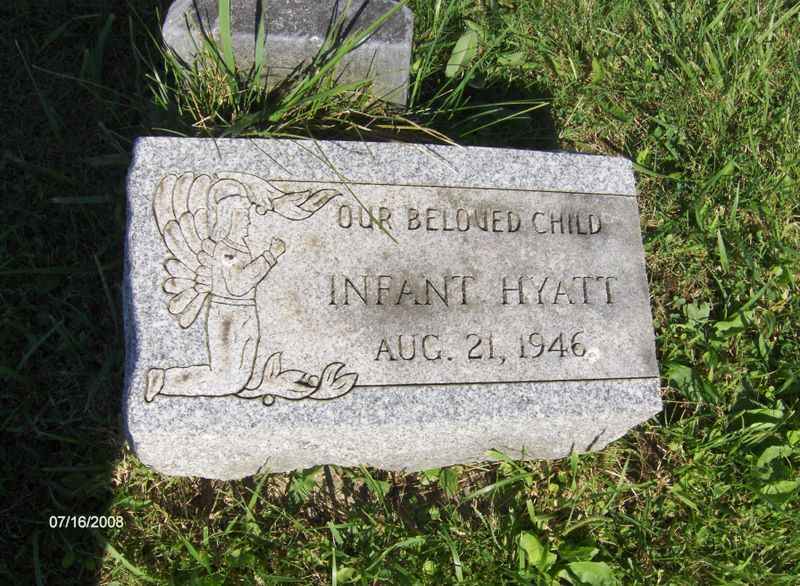 OUR BELOVED CHILD
INFANT HYATT
AUG. 21, 1946
07/16/2008